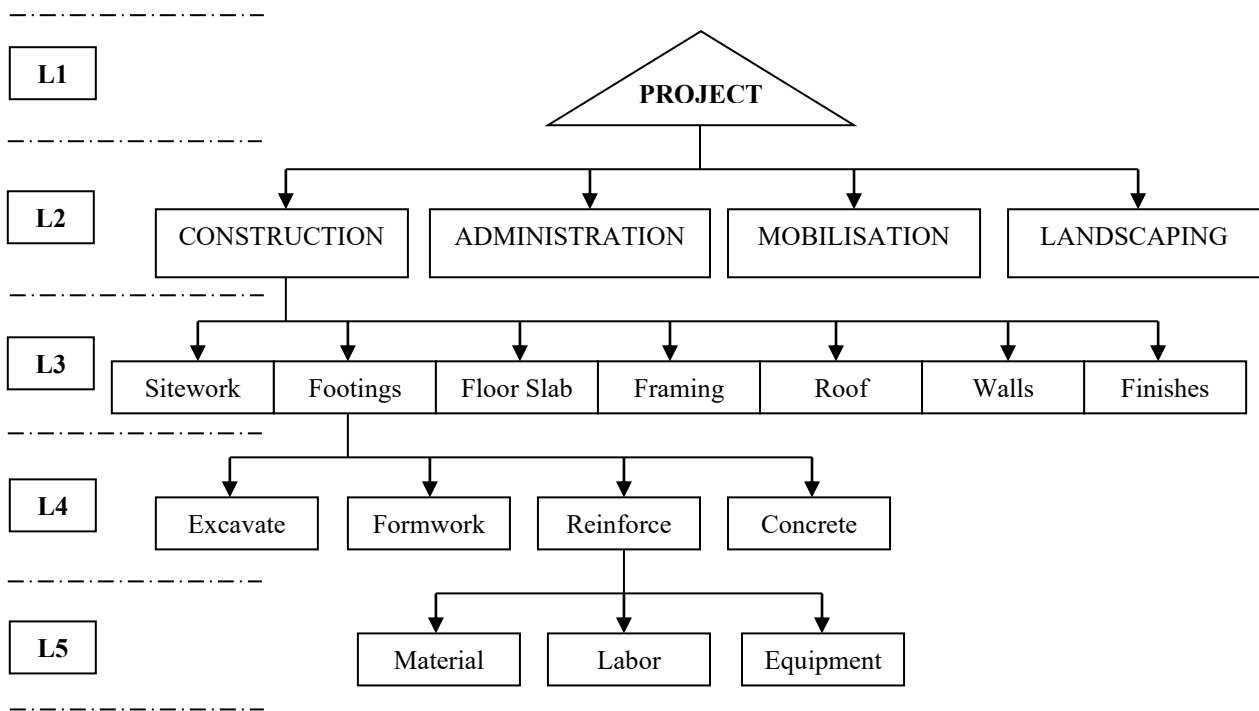 L1
PROJECT
L2
CONSTRUCTION
ADMINISTRATION
MOBILISATION
LANDSCAPING
L3
Sitework
Footings
Floor Slab
Framing
Roof
Walls
Finishes
L4
Excavate
Formwork
Reinforce
Concrete
L5
Material
Labor
Equipment